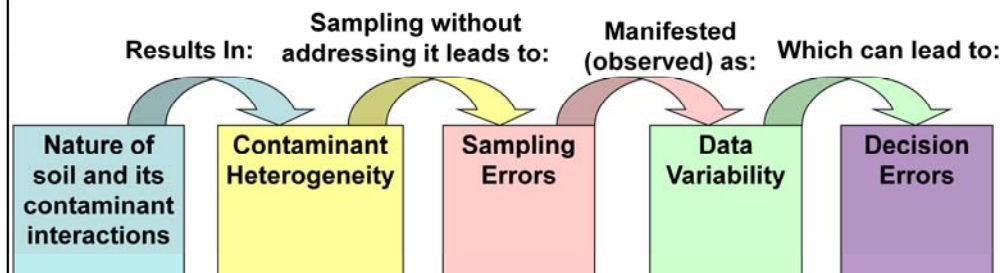 Results In:
Sampling without
addressing it leads to:
Manifested
(observed) as:
Which can lead to:
Nature of
soil and its
contaminant
interactions
Contaminant
Heterogeneity
Sampling
Errors
Data
Variability
Decision
Errors